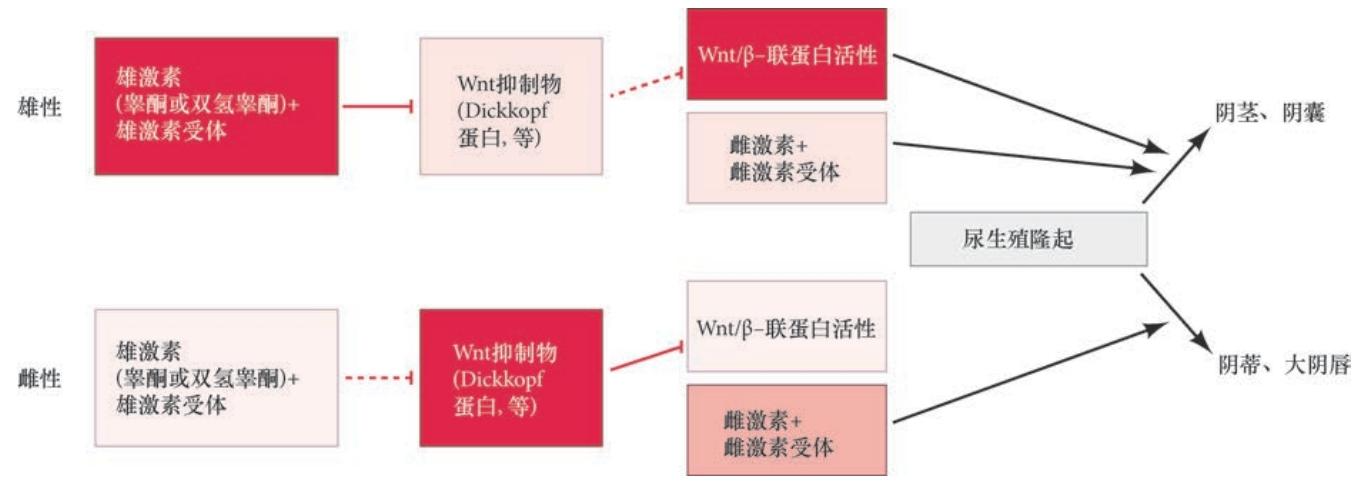 雄性
雄激素
(睾酮或双氢睾酮)+
雄激素受体
Wnt抑制物
(Dickkopf
蛋白, 等)
Wnt/β-联蛋白活性
雌激素+
雌激素受体
阴茎、阴囊
尿生殖隆起
雌性
雄激素
(睾酮或双氢睾酮)+
雄激素受体
Wnt抑制物
(Dickkopf
蛋白, 等)
Wnt/β-联蛋白活性
雌激素+
雌激素受体
阴蒂、大阴唇